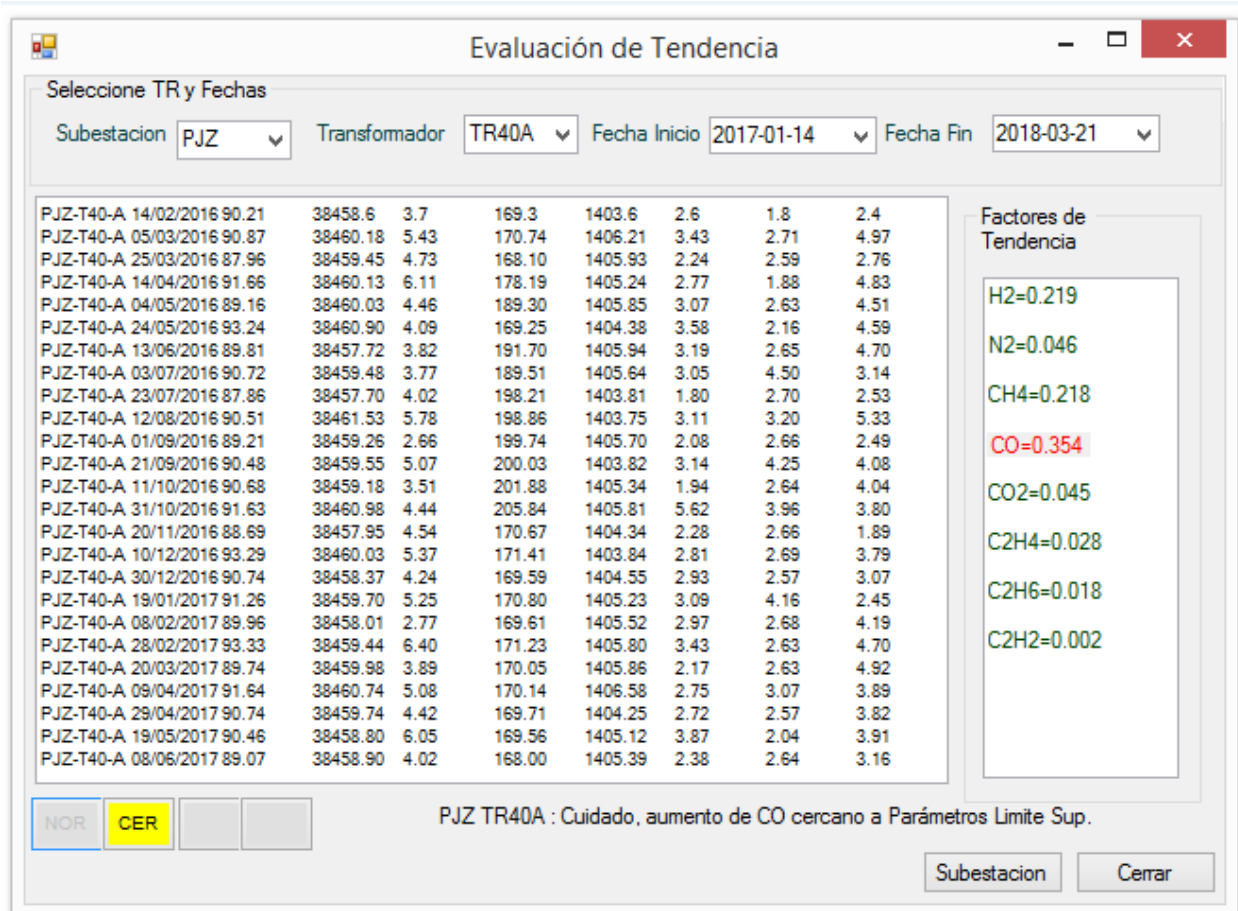 Evaluación de Tendencia
Seleccione TR y Fechas
Subestacion PJZ Transformador TR40A Fecha Inicio 2017-01-14 Fecha Fin 2018-03-21
PJZ-T40-A 14/02/2016 90.21 38458.6 3.7 169.3 1403.6 2.6 1.8 2.4
PJZ-T40-A 05/03/2016 90.87 38460.18 5.43 170.74 1406.21 3.43 2.71 4.97
PJZ-T40-A 25/03/2016 87.96 38459.45 4.73 168.10 1405.93 2.24 2.59 2.76
PJZ-T40-A 14/04/2016 91.66 38460.13 6.11 178.19 1405.24 2.77 1.88 4.83
PJZ-T40-A 04/05/2016 89.16 38460.03 4.46 189.30 1405.85 3.07 2.63 4.51
PJZ-T40-A 24/05/2016 93.24 38460.90 4.09 169.25 1404.38 3.58 2.16 4.59
PJZ-T40-A 13/06/2016 89.81 38457.72 3.82 191.70 1405.94 3.19 2.65 4.70
PJZ-T40-A 03/07/2016 90.72 38459.48 3.77 189.51 1405.64 3.05 4.50 3.14
PJZ-T40-A 23/07/2016 87.86 38457.70 4.02 198.21 1403.81 1.80 2.70 2.53
PJZ-T40-A 12/08/2016 90.51 38461.53 5.78 198.86 1403.75 3.11 3.20 5.33
PJZ-T40-A 01/09/2016 89.21 38459.26 2.66 199.74 1405.70 2.08 2.66 2.49
PJZ-T40-A 21/09/2016 90.48 38459.55 5.07 200.03 1403.82 3.14 4.25 4.08
PJZ-T40-A 11/10/2016 90.68 38459.18 3.51 201.88 1405.34 1.94 2.64 4.04
PJZ-T40-A 31/10/2016 91.63 38460.98 4.44 205.84 1405.81 5.62 3.96 3.80
PJZ-T40-A 20/11/2016 88.69 38457.95 4.54 170.67 1404.34 2.28 2.66 1.89
PJZ-T40-A 10/12/2016 93.29 38460.03 5.37 171.41 1403.84 2.81 2.69 3.79
PJZ-T40-A 30/12/2016 90.74 38458.37 4.24 169.59 1404.55 2.93 2.57 3.07
PJZ-T40-A 19/01/2017 91.26 38459.70 5.25 170.80 1405.23 3.09 4.16 2.45
PJZ-T40-A 08/02/2017 89.96 38458.01 2.77 169.61 1405.52 2.97 2.68 4.19
PJZ-T40-A 28/02/2017 93.33 38459.44 6.40 171.23 1405.80 3.43 2.63 4.70
PJZ-T40-A 20/03/2017 89.74 38459.98 3.89 170.05 1405.86 2.17 2.63 4.92
PJZ-T40-A 09/04/2017 91.64 38460.74 5.08 170.14 1406.58 2.75 3.07 3.89
PJZ-T40-A 29/04/2017 90.74 38459.74 4.42 169.71 1404.25 2.72 2.57 3.82
PJZ-T40-A 19/05/2017 90.46 38458.80 6.05 169.56 1405.12 3.87 2.04 3.91
PJZ-T40-A 08/06/2017 89.07 38458.90 4.02 168.00 1405.39 2.38 2.64 3.16
Factores de
Tendencia
H2=0.219
N2=0.046
CH4=0.218
CO=0.354
CO2=0.045
C2H4=0.028
C2H6=0.018
C2H2=0.002
NOR CER
PJZ TR40A : Cuidado, aumento de CO cercano a Parámetros Limite Sup.
Subestacion Cerrar